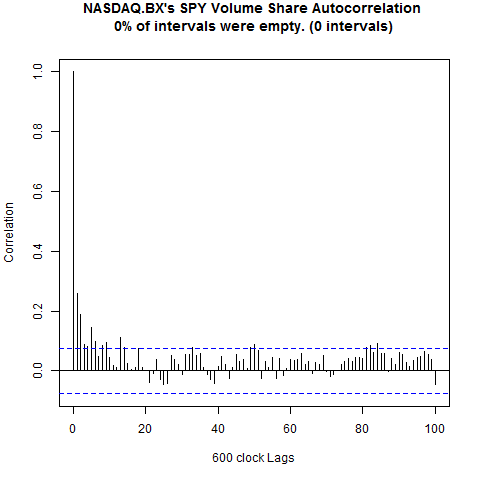 NASDAQ.BX's SPY Volume Share Autocorrelation
0% of intervals were empty. (0 intervals)
Correlation
1.0
0.8
0.6
0.4
0.2
0.0
0 20 40 60 80 100
600 clock Lags